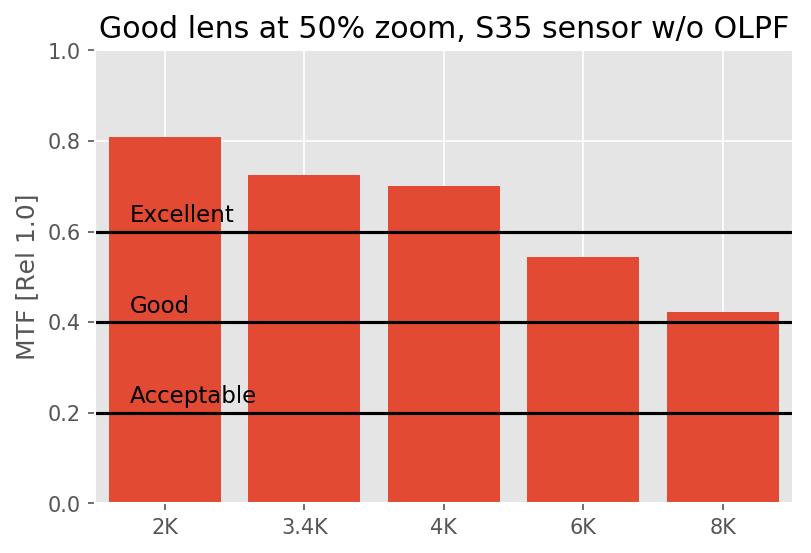 Good lens at 50% zoom, S35 sensor w/o OLPF
MTF [Rel 1.0]
1.0
0.8
0.6
0.4
0.2
0.0
Excellent
Good
Acceptable
2K
3.4K
4K
6K
8K